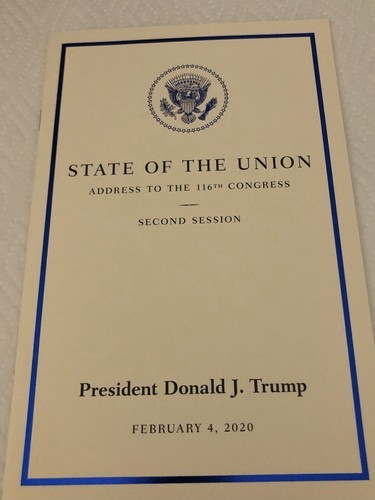 STATE OF THE UNION
ADDRESS TO THE 116TH CONGRESS
SECOND SESSION
President Donald J. Trump
FEBRUARY 4, 2020